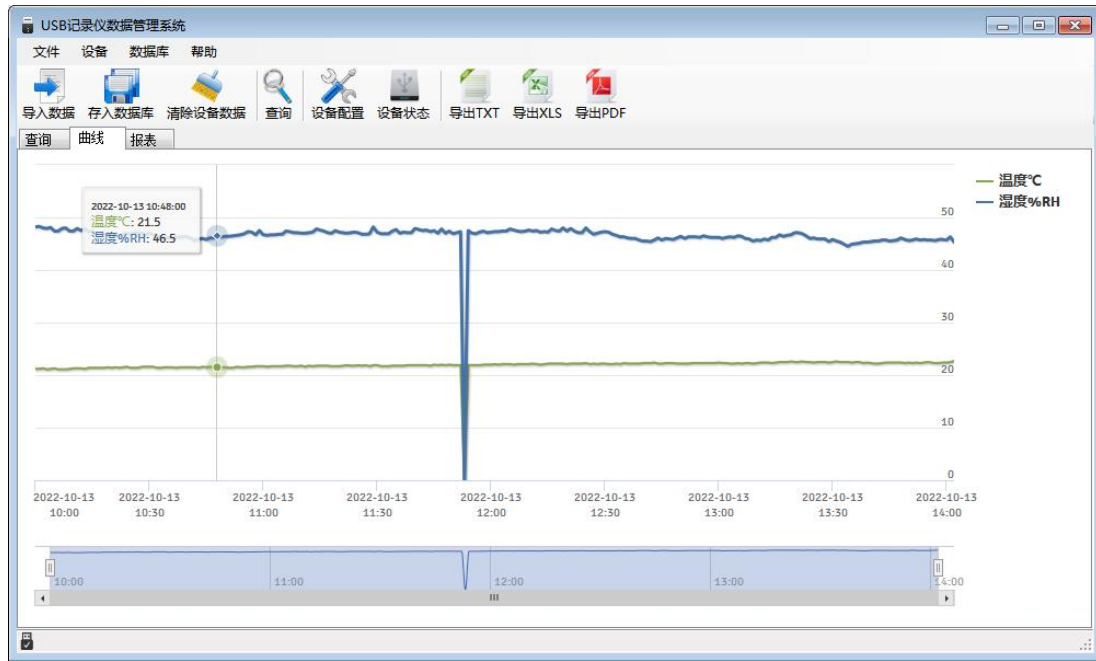 USB记录仪数据管理系统
文件 设备 数据库 帮助
导入数据 存入数据库 清除设备数据 查询 设备配置 设备状态 导出TXT 导出XLS 导出PDF
查询 曲线 报表
温度℃
湿度%RH
2022-10-13 10:48:00
温度℃: 21.5
湿度%RH: 46.5
50
40
30
20
10
0
2022-10-13 2022-10-13 2022-10-13 2022-10-13 2022-10-13 2022-10-13 2022-10-13 2022-10-13 2022-10-13
10:00 10:30 11:00 11:30 12:00 12:30 13:00 13:30 14:00
10:00 11:00 12:00 13:00 14:00